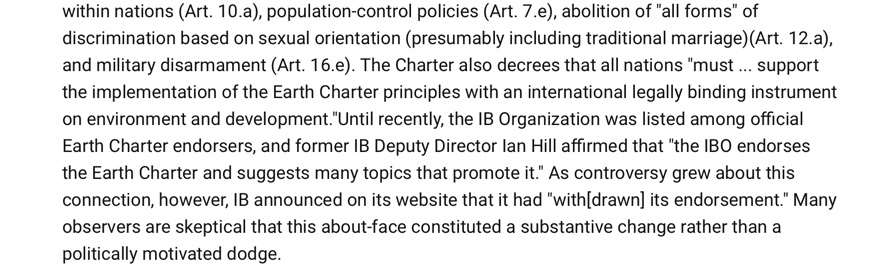 within nations (Art. 10.a), population-control policies (Art. 7.e), abolition of "all forms" of
discrimination based on sexual orientation (presumably including traditional marriage)(Art. 12.a),
and military disarmament (Art. 16.e). The Charter also decrees that all nations "must ... support
the implementation of the Earth Charter principles with an international legally binding instrument
on environment and development."Until recently, the IB Organization was listed among official
Earth Charter endorsers, and former IB Deputy Director Ian Hill affirmed that "the IBO endorses
the Earth Charter and suggests many topics that promote it." As controversy grew about this
connection, however, IB announced on its website that it had "with[drawn] its endorsement." Many
observers are skeptical that this about-face constituted a substantive change rather than a
politically motivated dodge.